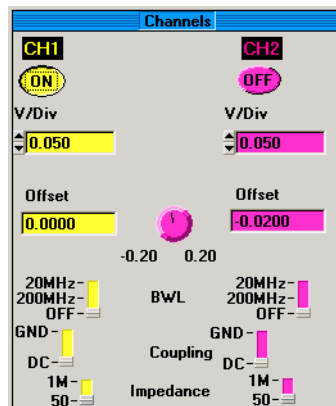 Channels
CH1 CH2
ON OFF
V/Div V/Div
0.050 0.050
Offset Offset
0.0000 -0.0200
-0.20 0.20
20MHz- 20MHz-
200MHz- BWL 200MHz-
OFF- OFF-
GND- GND-
Coupling
DC- DC-
1M- 1M-
Impedance
50- 50-